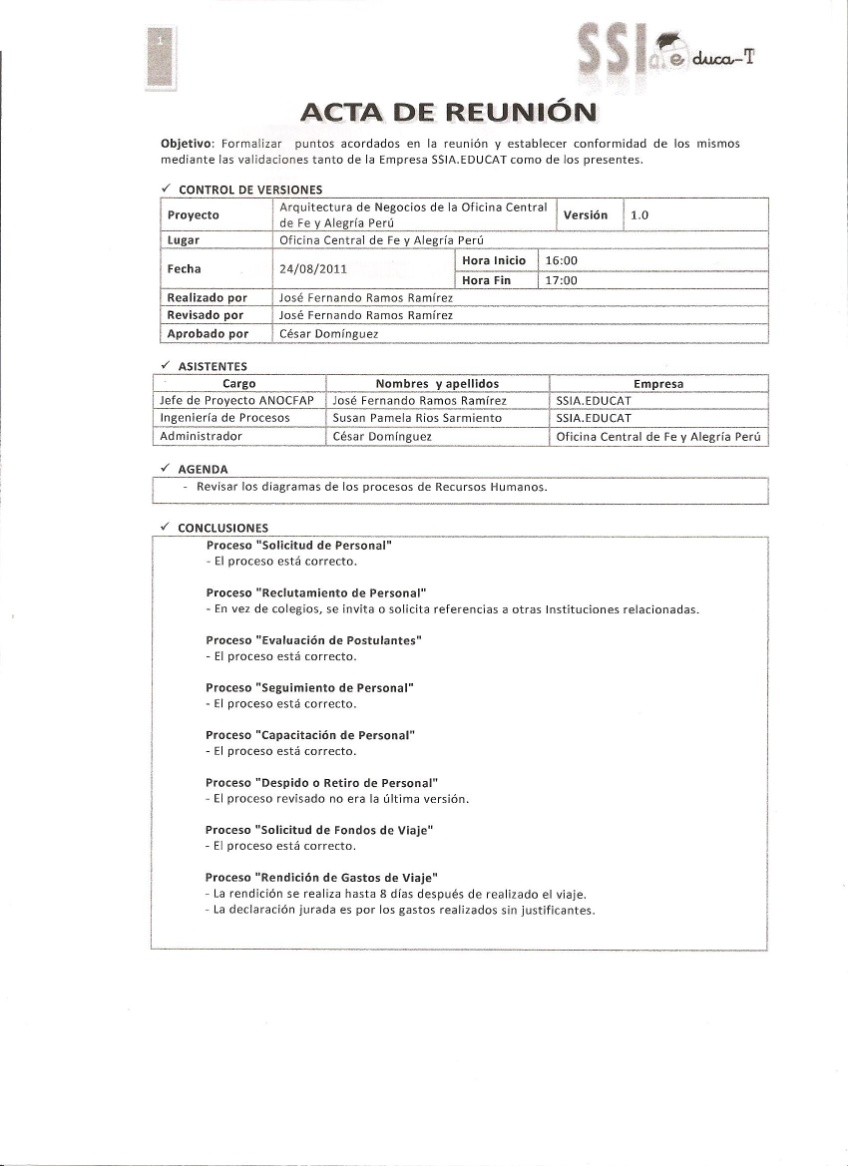 1
SSIA.educa-T
ACTA DE REUNIÓN
Objetivo: Formalizar puntos acordados en la reunión y establecer conformidad de los mismos
mediante las validaciones tanto de la Empresa SSIA.EDUCAT como de los presentes.
✓ CONTROL DE VERSIONES
Proyecto Arquitectura de Negocios de la Oficina Central de Fe y Alegría Perú Versión 1.0
Lugar Oficina Central de Fe y Alegría Perú
Fecha 24/08/2011 Hora Inicio 16:00
Hora Fin 17:00
Realizado por José Fernando Ramos Ramírez
Revisado por José Fernando Ramos Ramírez
Aprobado por César Domínguez
✓ ASISTENTES
Cargo Nombres y apellidos Empresa
Jefe de Proyecto ANOCFAP José Fernando Ramos Ramírez SSIA.EDUCAT
Ingeniería de Procesos Susan Pamela Rios Sarmiento SSIA.EDUCAT
Administrador César Domínguez Oficina Central de Fe y Alegría Perú
✓ AGENDA
- Revisar los diagramas de los procesos de Recursos Humanos.
✓ CONCLUSIONES
Proceso "Solicitud de Personal"
- El proceso está correcto.
Proceso "Reclutamiento de Personal"
- En vez de colegios, se invita o solicita referencias a otras Instituciones relacionadas.
Proceso "Evaluación de Postulantes"
- El proceso está correcto.
Proceso "Seguimiento de Personal"
- El proceso está correcto.
Proceso "Capacitación de Personal"
- El proceso está correcto.
Proceso "Despido o Retiro de Personal"
- El proceso revisado no era la última versión.
Proceso "Solicitud de Fondos de Viaje"
- El proceso está correcto.
Proceso "Rendición de Gastos de Viaje"
- La rendición se realiza hasta 8 días después de realizado el viaje.
- La declaración jurada es por los gastos realizados sin justificantes.